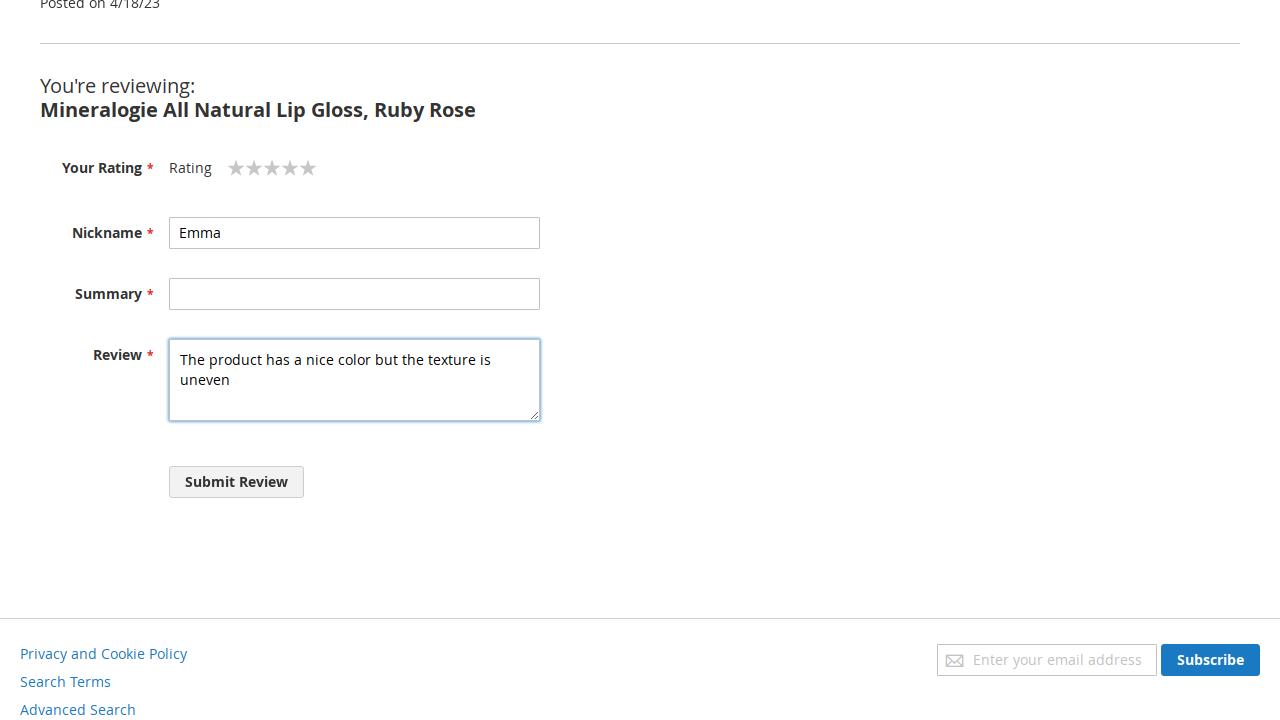 Posted on 4/18/23
You're reviewing:
Mineralogie All Natural Lip Gloss, Ruby Rose
Your Rating * Rating
Nickname * Emma
Summary *
Review * The product has a nice color but the texture is
uneven
Submit Review
Privacy and Cookie Policy
Enter your email address Subscribe
Search Terms
Advanced Search